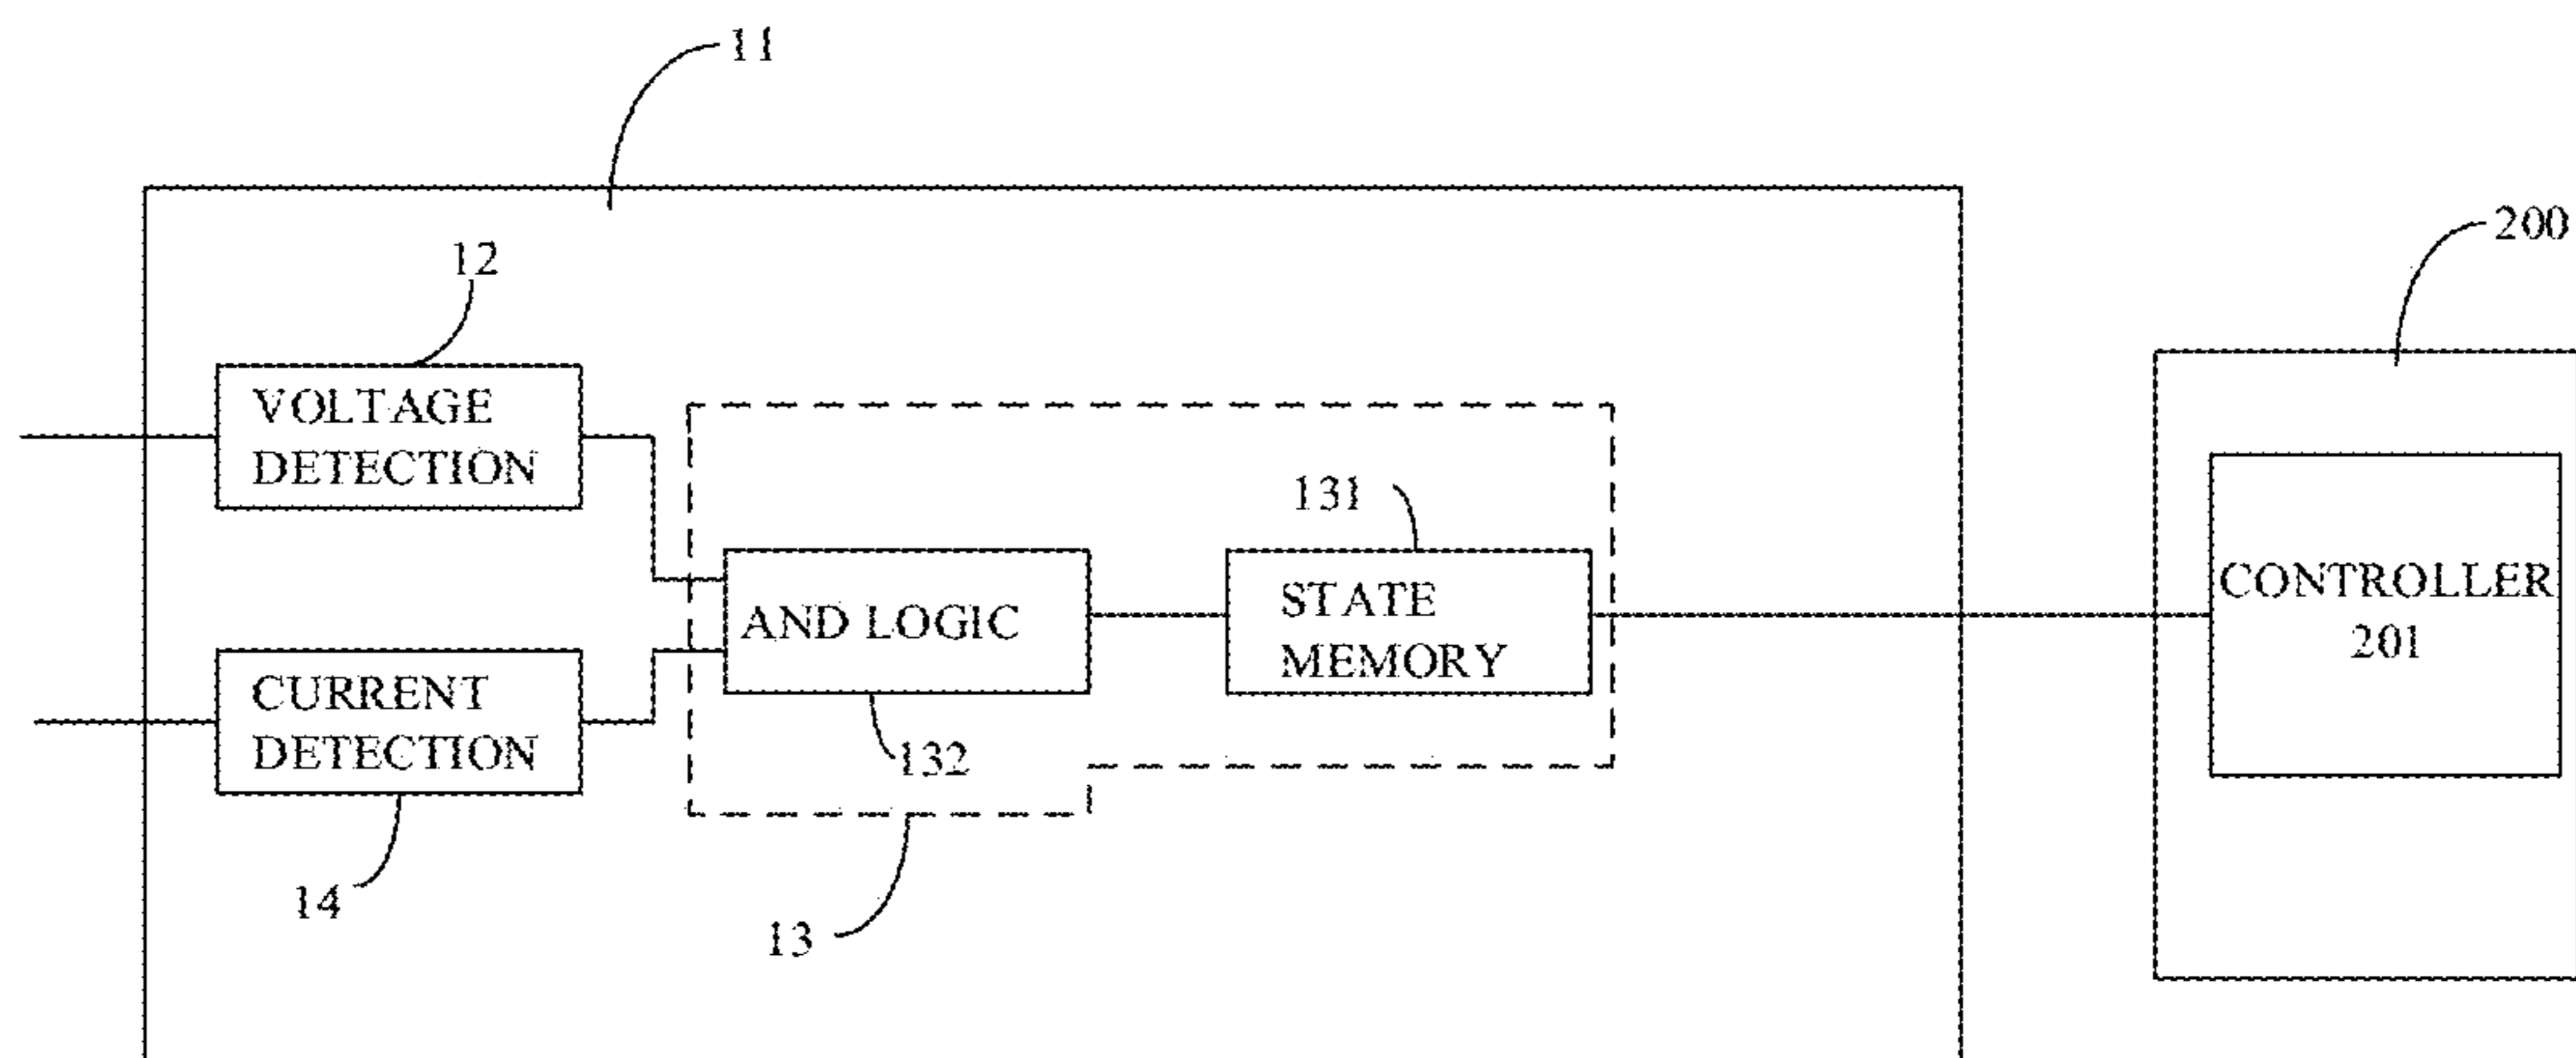 11
200
12
VOLTAGE
DETECTION
131
AND LOGIC
STATE
MEMORY
CONTROLLER
201
CURRENT
DETECTION
132
14
13